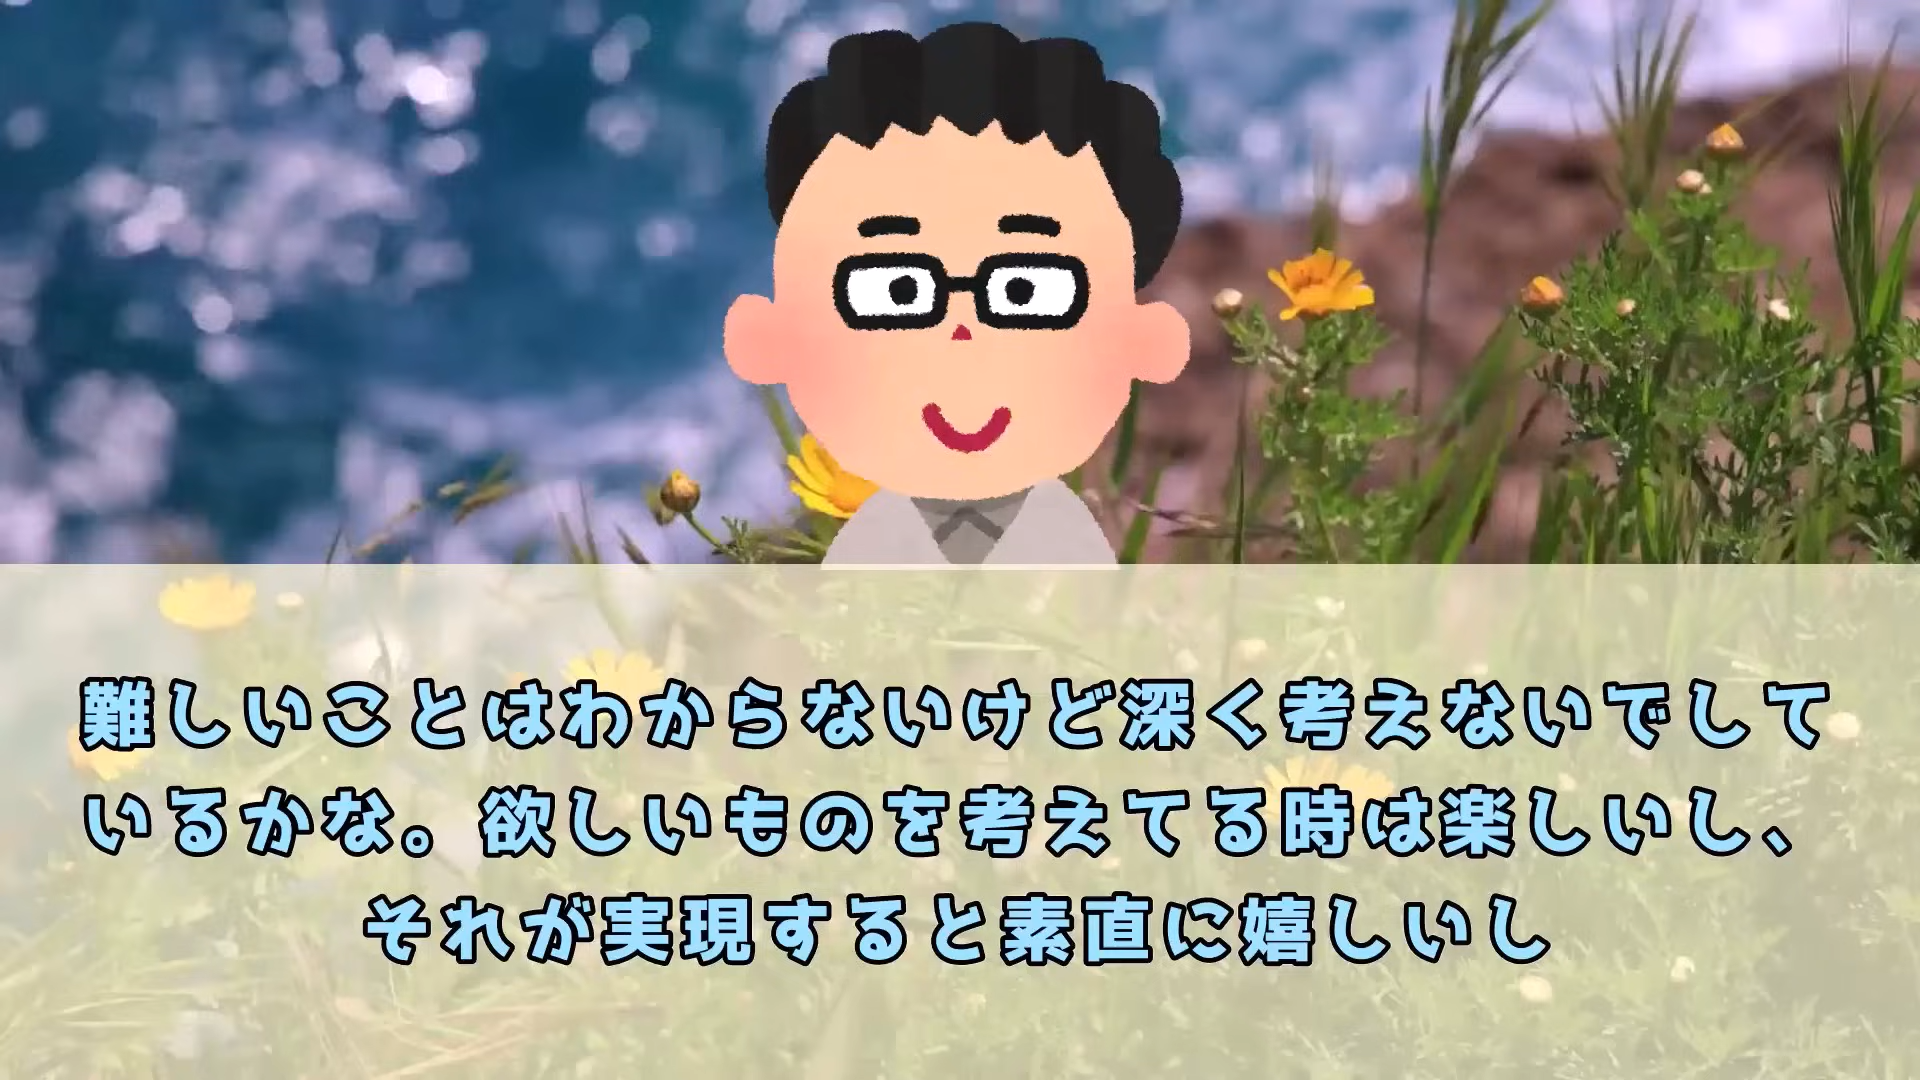 難しいことはわからないけど深く考えないでして
いるかな。欲しいものを考えてる時は楽しいし、
それが実現すると素直に嬉しいし